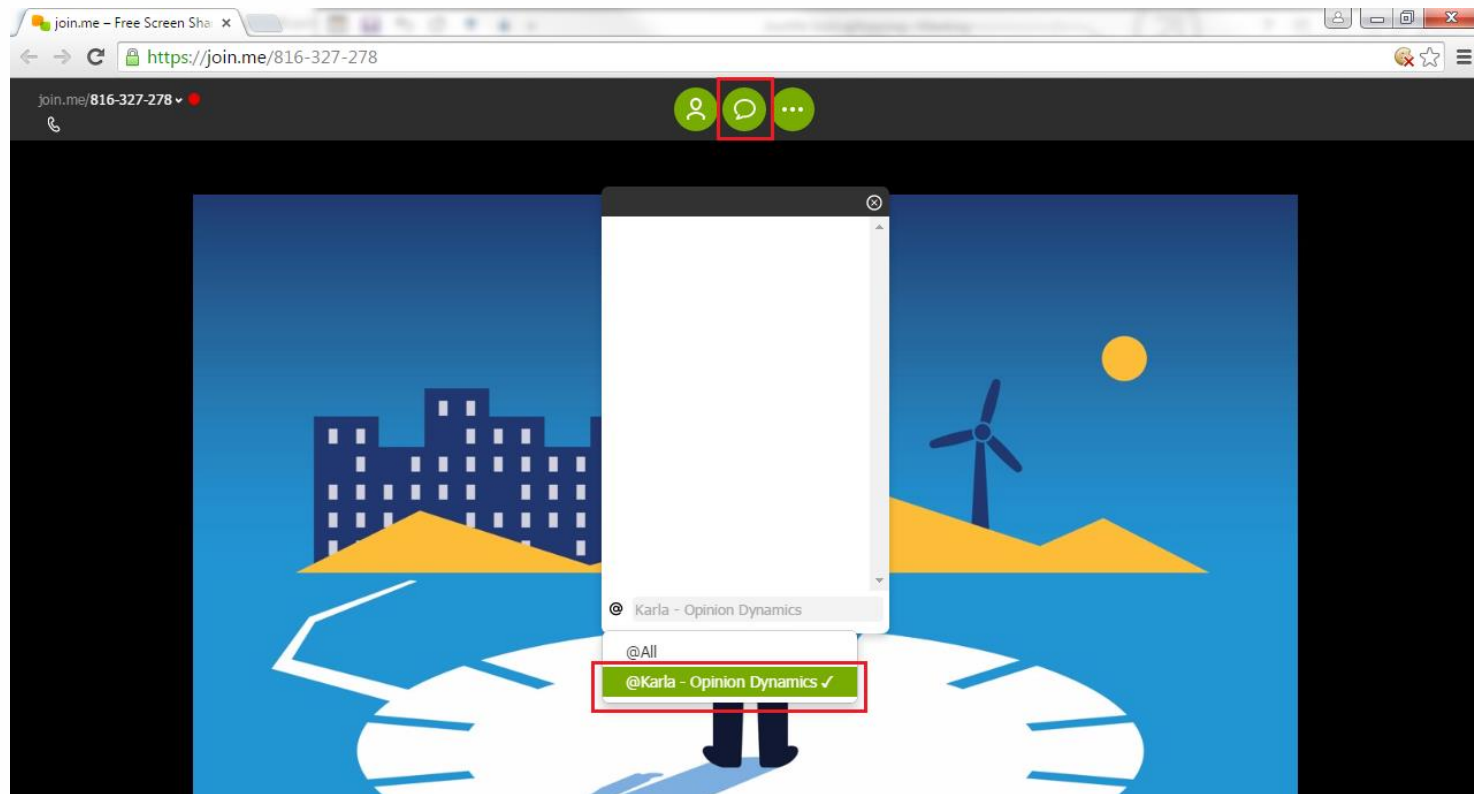 join.me – Free Screen Sha
https://join.me/816-327-278
join.me/816-327-278
@ Karla - Opinion Dynamics
@All
@Karla - Opinion Dynamics ✓